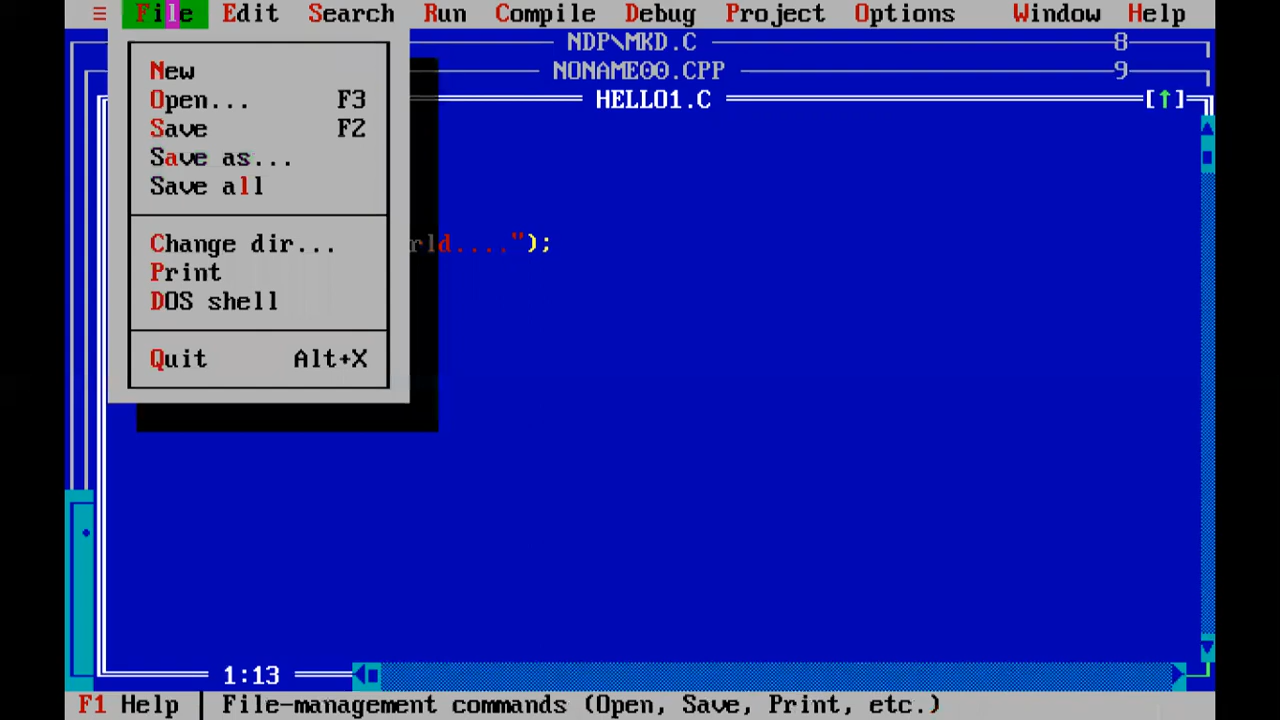 ≡ File Edit Search Run Compile Debug Project Options Window Help
NDP\MKD.C 8
NONAME00.CPP 9
HELLO1.C [↑]
New
Open... F3
Save F2
Save as...
Save all
rld....");
Change dir...
Print
DOS shell
Quit Alt+X
1:13
F1 Help | File-management commands (Open, Save, Print, etc.)